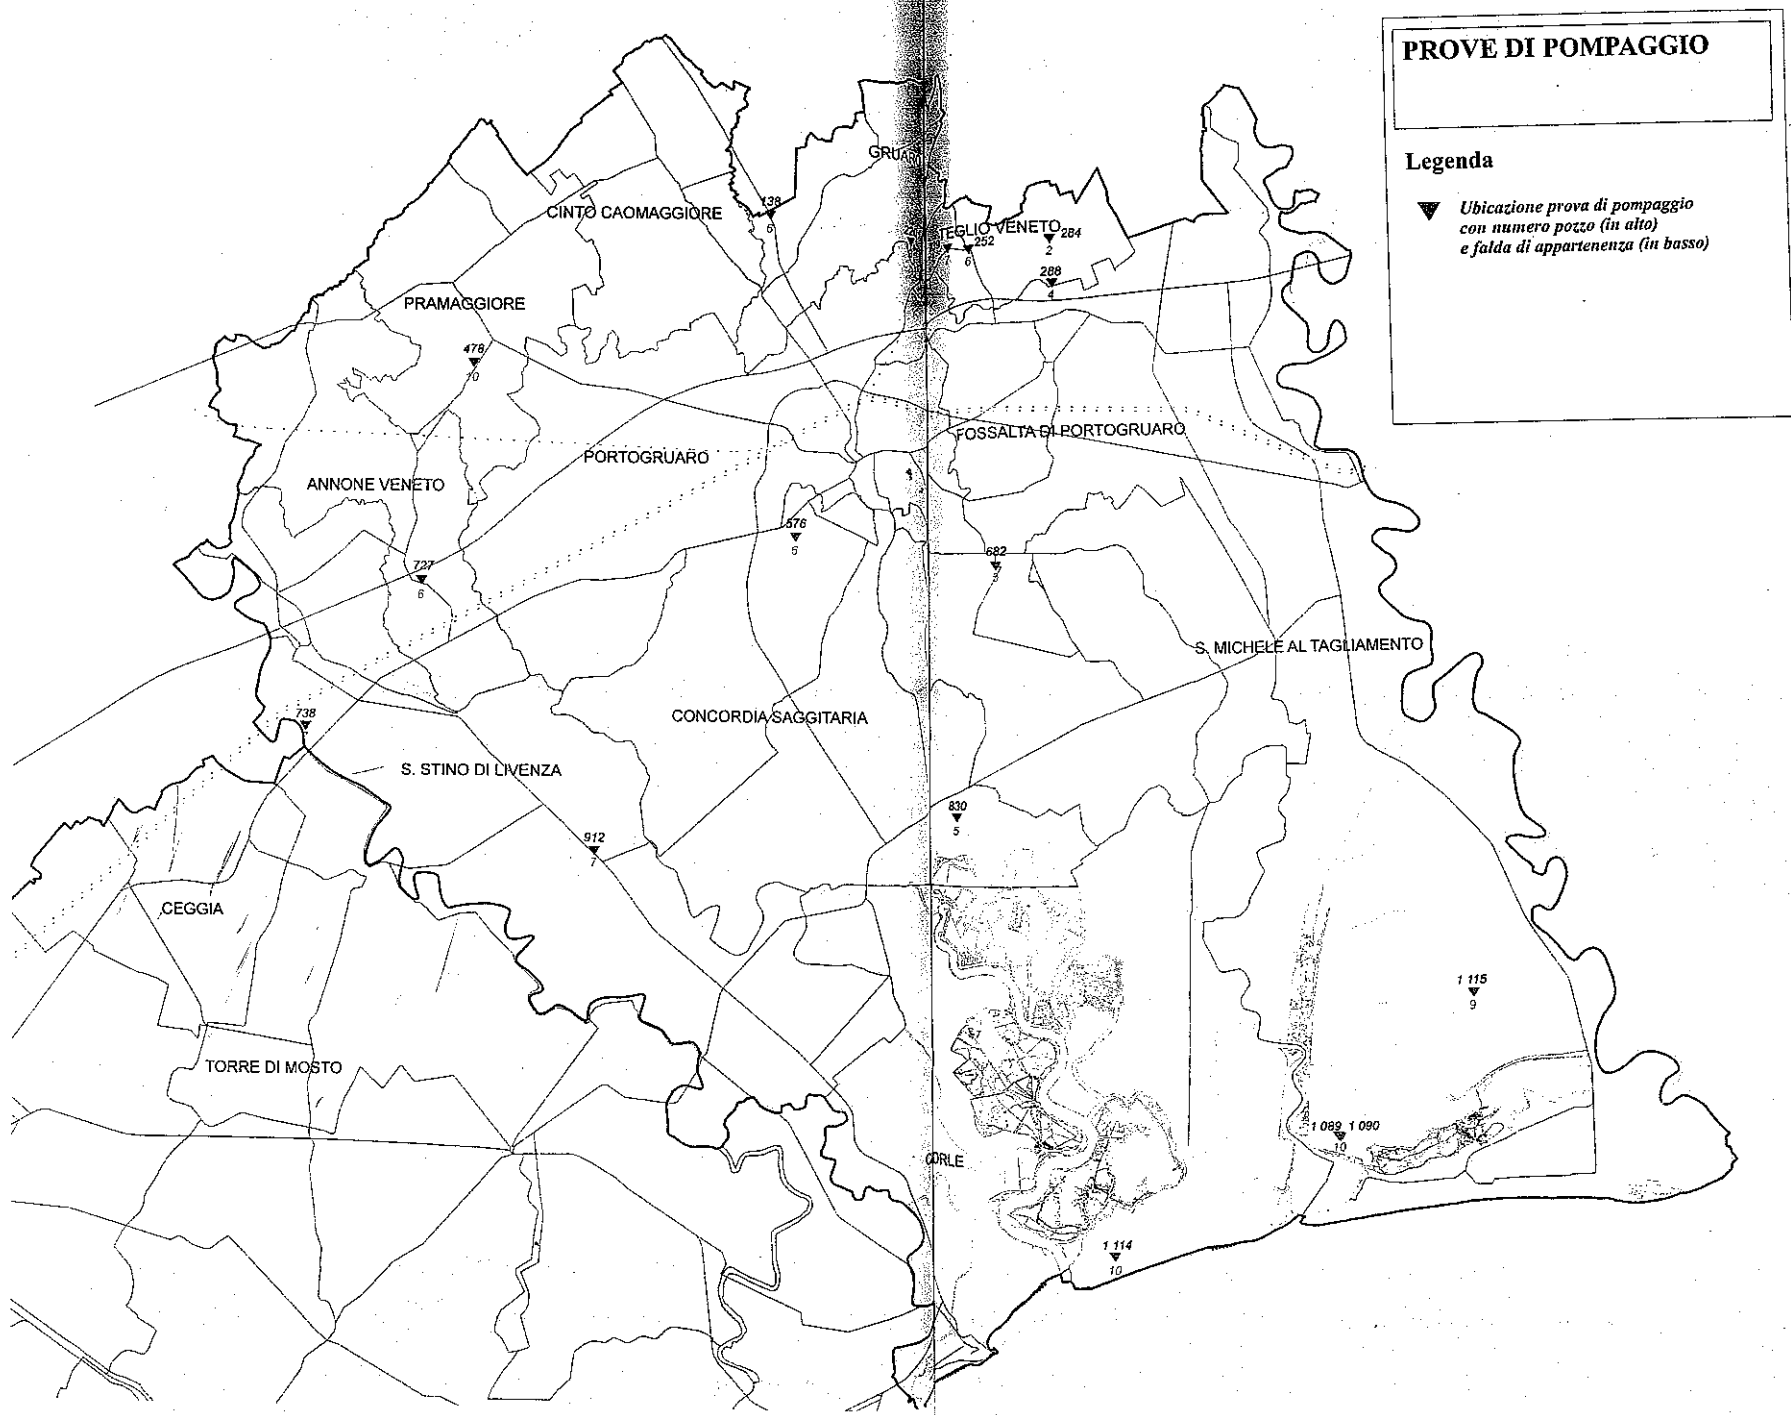 PROVE DI POMPAGGIO
Legenda
Ubicazione prova di pompaggio
con numero pozzo (in alto)
e falda di appartenenza (in basso)
GRUARO
138
6
CINTO CAOMAGGIORE
TEGLIO VENETO
252
7
6
284
2
288
4
PRAMAGGIORE
478
10
FOSSALTA DI PORTOGRUARO
PORTOGRUARO
ANNONE VENETO
576
6
682
3
727
6
S. MICHELE AL TAGLIAMENTO
738
CONCORDIA SAGGITARIA
S. STINO DI LIVENZA
830
5
912
7
CEGGIA
1 115
9
TORRE DI MOSTO
1 089 1 090
10
CORLE
1 114
10